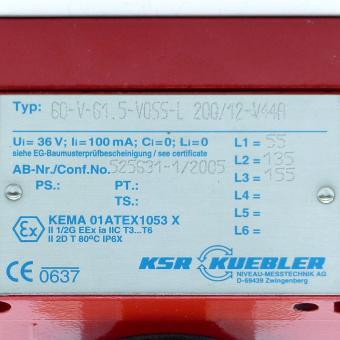 Typ: 60-V-G1.5-VOSS-L 200/12-V44A
Ui = 36 V; Ii = 100 mA; Ci = 0; Li = 0
siehe EG-Baumusterprüfbescheinigung / see certificate
AB-Nr./Conf.No. 525631-1/2005
PS.: PT.:
TS.:
L1 = 55
L2 = 135
L3 = 155
L4 =
L5 =
L6 =
Ex KEMA 01ATEX1053 X
II 1/2G EEx ia IIC T3...T6
II 2D T 80ºC IP6X
CE 0637
KSR KUEBLER
NIVEAU-MESSTECHNIK AG
D-69439 Zwingenberg